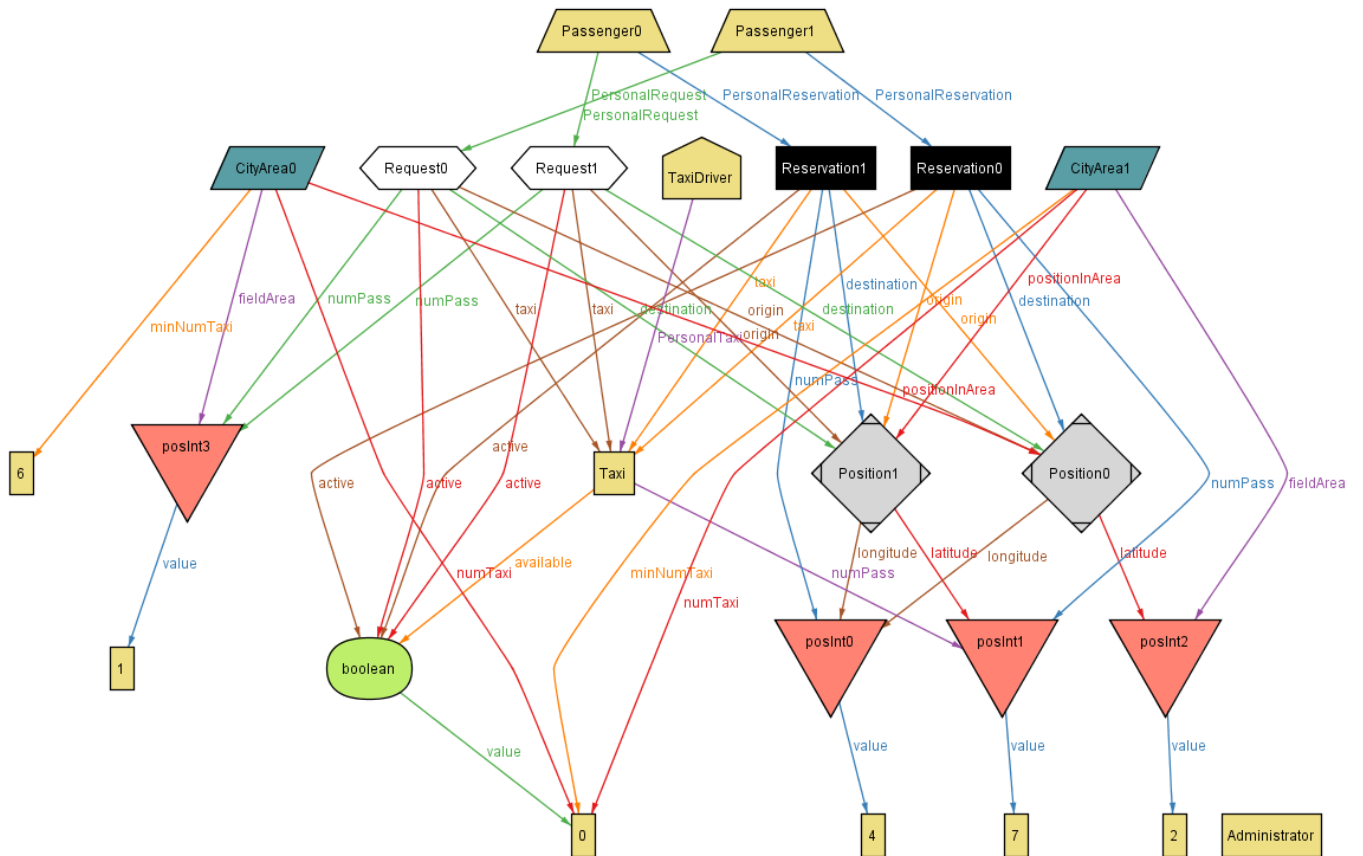 Passenger0 Passenger1
PersonalRequest PersonalReservation PersonalReservation
PersonalRequest
CityArea0 Request0 Request1 TaxiDriver Reservation1 Reservation0 CityArea1
positionInArea
taxi destination destination
fieldArea numPass numPass taxi taxi destination origin destination origin
minNumTaxi PersonalTaxi origin taxi origin
numPass positionInArea
active
6 posInt3 active active active Taxi Position1 Position0 numPass fieldArea
value numTaxi available minNumTaxi numPass longitude latitude longitude latitude
numTaxi
1 boolean posInt0 posInt1 posInt2
value value value value
0 4 7 2 Administrator